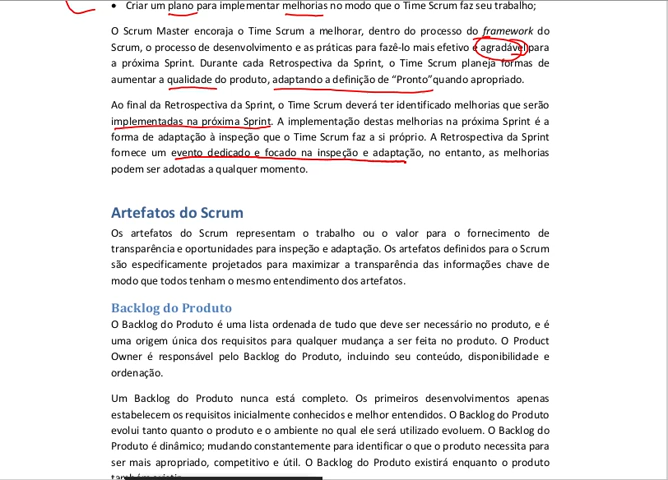 • Criar um plano para implementar melhorias no modo que o Time Scrum faz seu trabalho;
O Scrum Master encoraja o Time Scrum a melhorar, dentro do processo do framework do
Scrum, o processo de desenvolvimento e as práticas para fazê-lo mais efetivo e agradável para
a próxima Sprint. Durante cada Retrospectiva da Sprint, o Time Scrum planeja formas de
aumentar a qualidade do produto, adaptando a definição de “Pronto”quando apropriado.
Ao final da Retrospectiva da Sprint, o Time Scrum deverá ter identificado melhorias que serão
implementadas na próxima Sprint. A implementação destas melhorias na próxima Sprint é a
forma de adaptação à inspeção que o Time Scrum faz a si próprio. A Retrospectiva da Sprint
fornece um evento dedicado e focado na inspeção e adaptação, no entanto, as melhorias
podem ser adotadas a qualquer momento.
Artefatos do Scrum
Os artefatos do Scrum representam o trabalho ou o valor para o fornecimento de
transparência e oportunidades para inspeção e adaptação. Os artefatos definidos para o Scrum
são especificamente projetados para maximizar a transparência das informações chave de
modo que todos tenham o mesmo entendimento dos artefatos.
Backlog do Produto
O Backlog do Produto é uma lista ordenada de tudo que deve ser necessário no produto, e é
uma origem única dos requisitos para qualquer mudança a ser feita no produto. O Product
Owner é responsável pelo Backlog do Produto, incluindo seu conteúdo, disponibilidade e
ordenação.
Um Backlog do Produto nunca está completo. Os primeiros desenvolvimentos apenas
estabelecem os requisitos inicialmente conhecidos e melhor entendidos. O Backlog do Produto
evolui tanto quanto o produto e o ambiente no qual ele será utilizado evoluem. O Backlog do
Produto é dinâmico; mudando constantemente para identificar o que o produto necessita para
ser mais apropriado, competitivo e útil. O Backlog do Produto existirá enquanto o produto